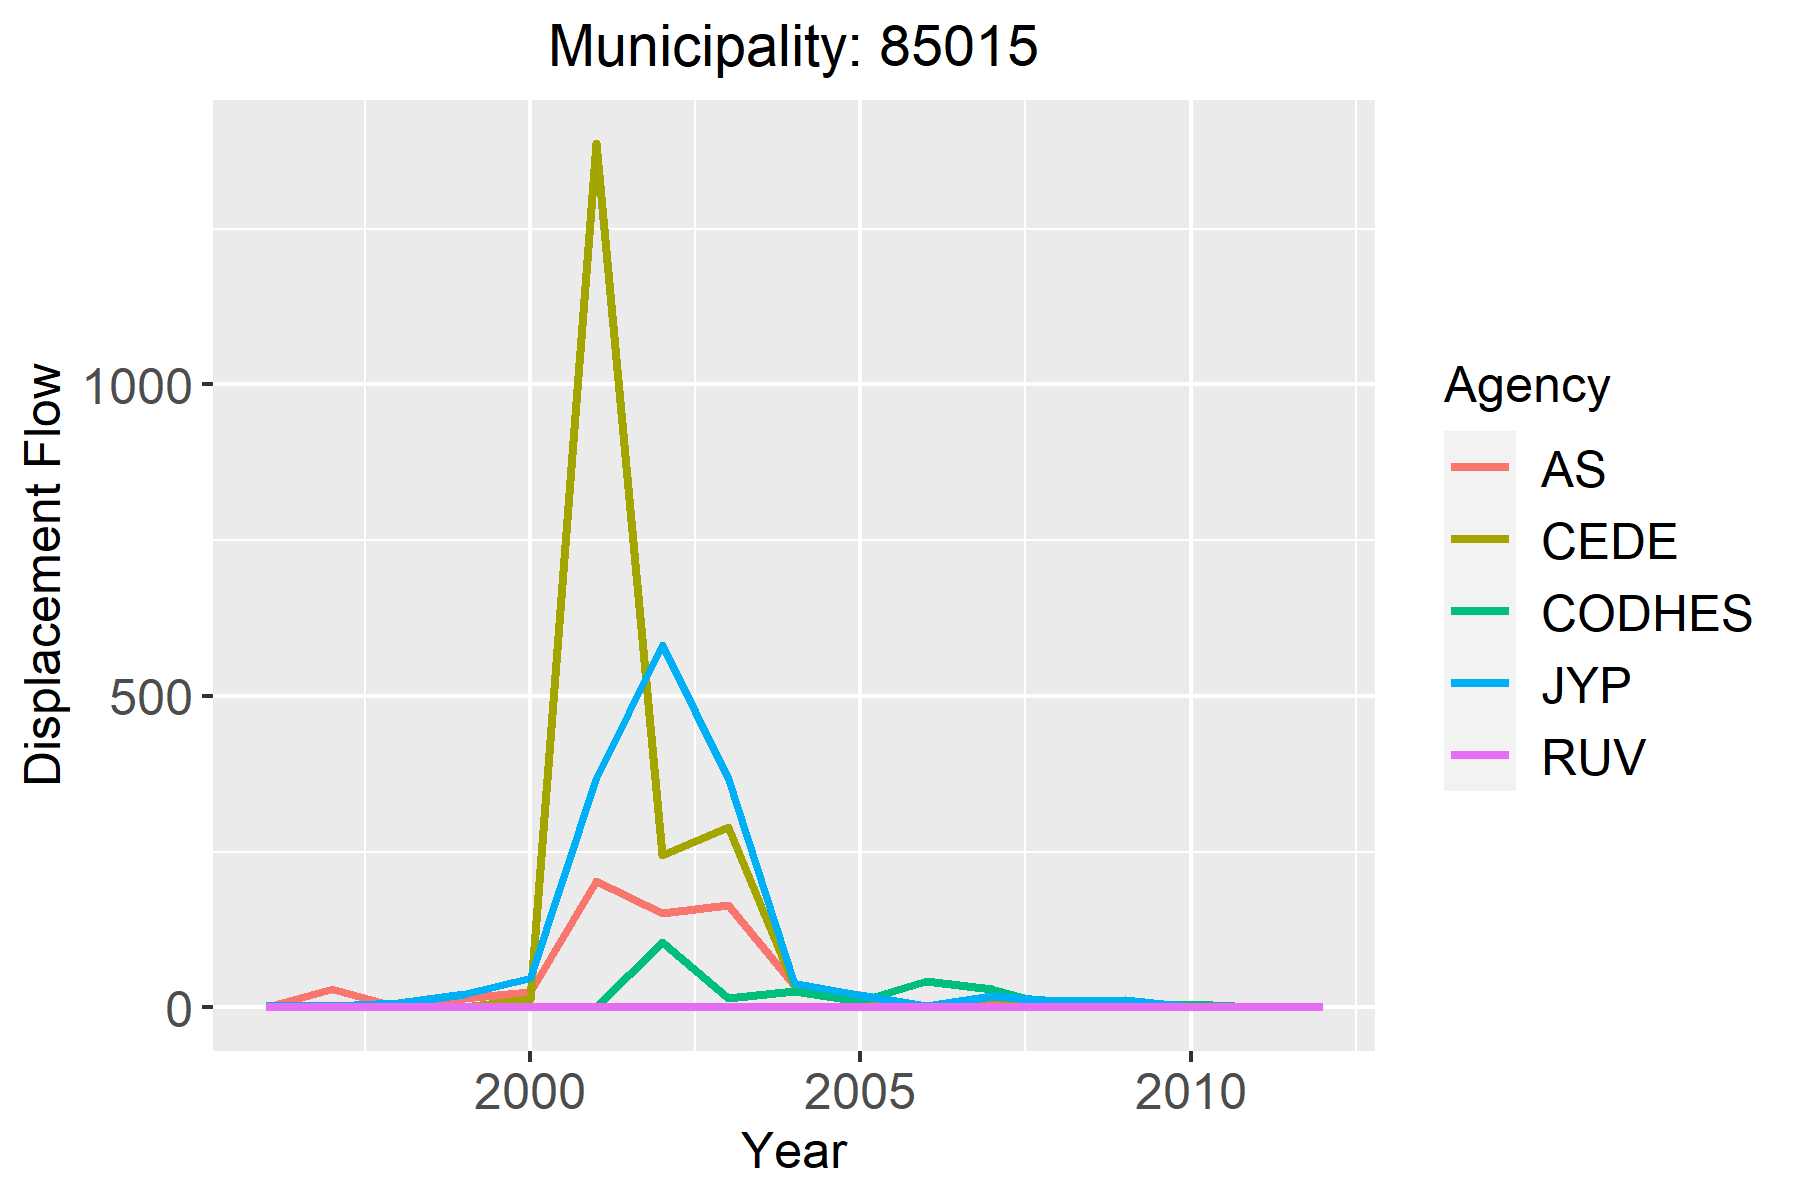 Municipality: 85015
Displacement Flow
1000
500
0
2000
2005
2010
Year
Agency
AS
CEDE
CODHES
JYP
RUV